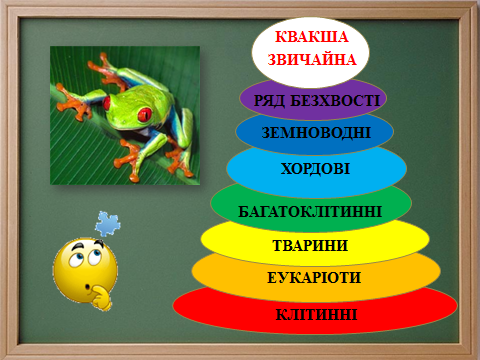 КВАКША
ЗВИЧАЙНА
РЯД БЕЗХВОСТІ
ЗЕМНОВОДНІ
ХОРДОВІ
БАГАТОКЛІТИННІ
ТВАРИНИ
ЕУКАРІОТИ
КЛІТИННІ